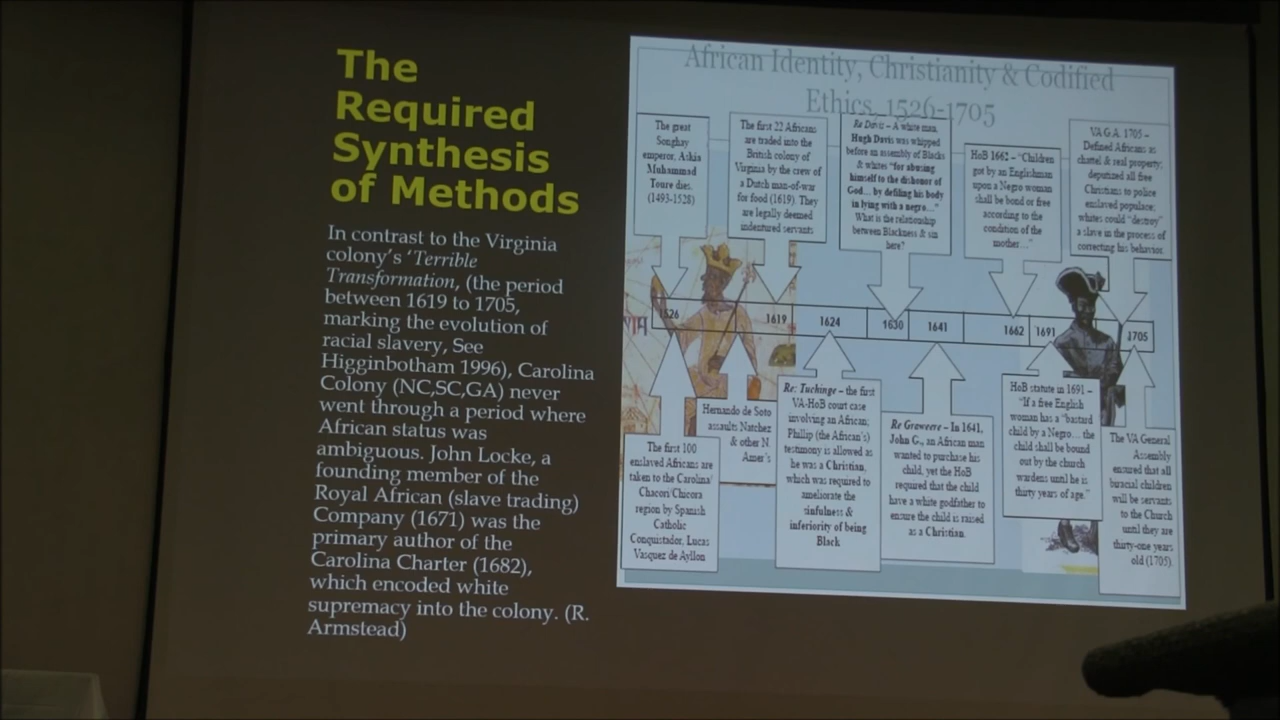 The
Required
Synthesis
of Methods
In contrast to the Virginia
colony's 'Terrible
Transformation, (the period
between 1619 to 1705,
marking the evolution of
racial slavery, See
Higginbotham 1996), Carolina
Colony (NC,SC,GA) never
went through a period where
African status was
ambiguous. John Locke, a
founding member of the
Royal African (slave trading)
Company (1671) was the
primary author of the
Carolina Charter (1682),
which encoded white
supremacy into the colony. (R.
Armstead)
African Identity, Christianity & Codified
Ethics, 1526-1705
The great
Songhay
emperor, Askia
Muhammad
Toure dies.
(1493-1528)
The first 22 Africans
are traded into the
British colony of
Virginia by the crew of
a Dutch man-of-war
for food (1619). They
are legally deemed
indentured servants
Re Davis – A white man,
Hugh Davis was whipped
before an assembly of Blacks
& whites "for abusing
himself to the dishonor of
God... by defiling his body
in lying with a negro..."
What is the relationship
between Blackness & sin
here?
HoB 1662 – "Children
got by an Englishman
upon a Negro woman
shall be bond or free
according to the
condition of the
mother..."
VA G.A. 1705 –
Defined Africans as
chattel & real property;
deputized all free
Christians to police
enslaved populace;
whites could "destroy"
a slave in the process of
correcting his behavior.
1526
1619
1624
1630
1641
1662
1691
1705
The first 100
enslaved Africans are
taken to the Carolina/
Chacori/Chicora
region by Spanish
Catholic
Conquistador, Lucas
Vasquez de Ayllon
Hernando de Soto
assaults Natchez
& other N.
Amer's
Re: Tuchinge – the first
VA-HoB court case
involving an African;
Phillip (the African's)
testimony is allowed as
he was a Christian,
which was required to
ameliorate the
sinfulness &
inferiority of being
Black
Re Graweere – In 1641,
John G., an African man
wanted to purchase his
child, yet the HoB
required that the child
have a white godfather to
ensure the child is raised
as a Christian.
HoB statute in 1691 –
"If a free English
woman has a "bastard
child by a Negro... the
child shall be bound
out by the church
wardens until he is
thirty years of age."
The VA General
Assembly
ensured that all
biracial children
will be servants
to the Church
until they are
thirty-one years
old (1705).